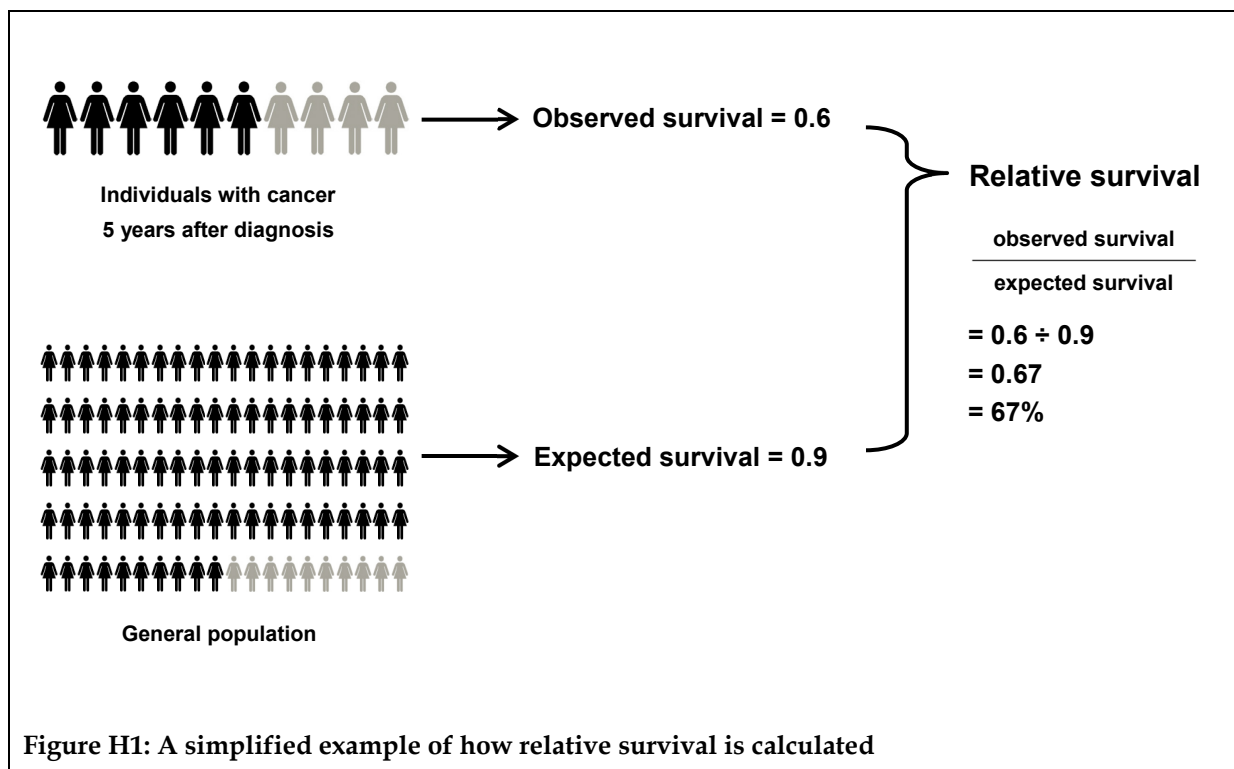 Observed survival = 0.6
Individuals with cancer
5 years after diagnosis
Relative survival
observed survival
expected survival
= 0.6 ÷ 0.9
= 0.67
= 67%
Expected survival = 0.9
General population
Figure H1: A simplified example of how relative survival is calculated